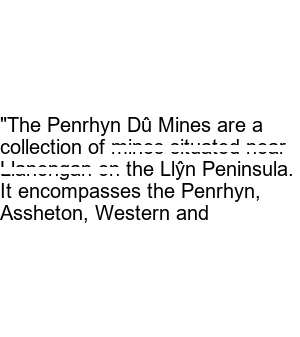 "The Penrhyn Dû Mines are a
collection of mines situated near
Llanengan on the Llŷn Peninsula.
It encompasses the Penrhyn,
Assheton, Western and